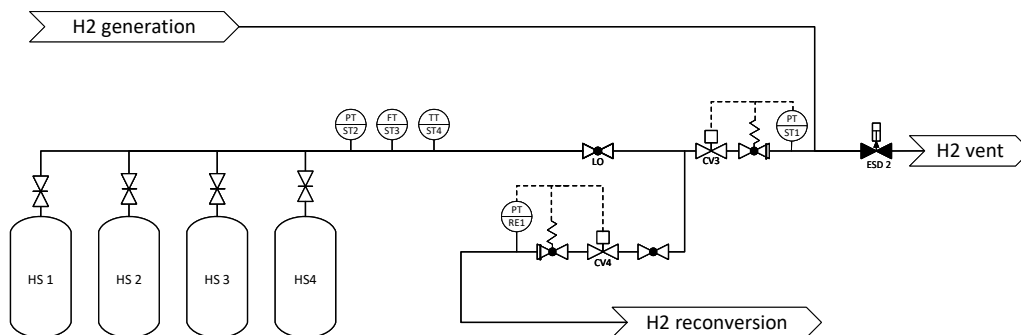 H2 generation
PT
ST2
FT
ST3
TT
ST4
PT
ST1
LO
CV3
ESD 2
H2 vent
PT
RE1
CV4
HS 1
HS 2
HS 3
HS4
H2 reconversion